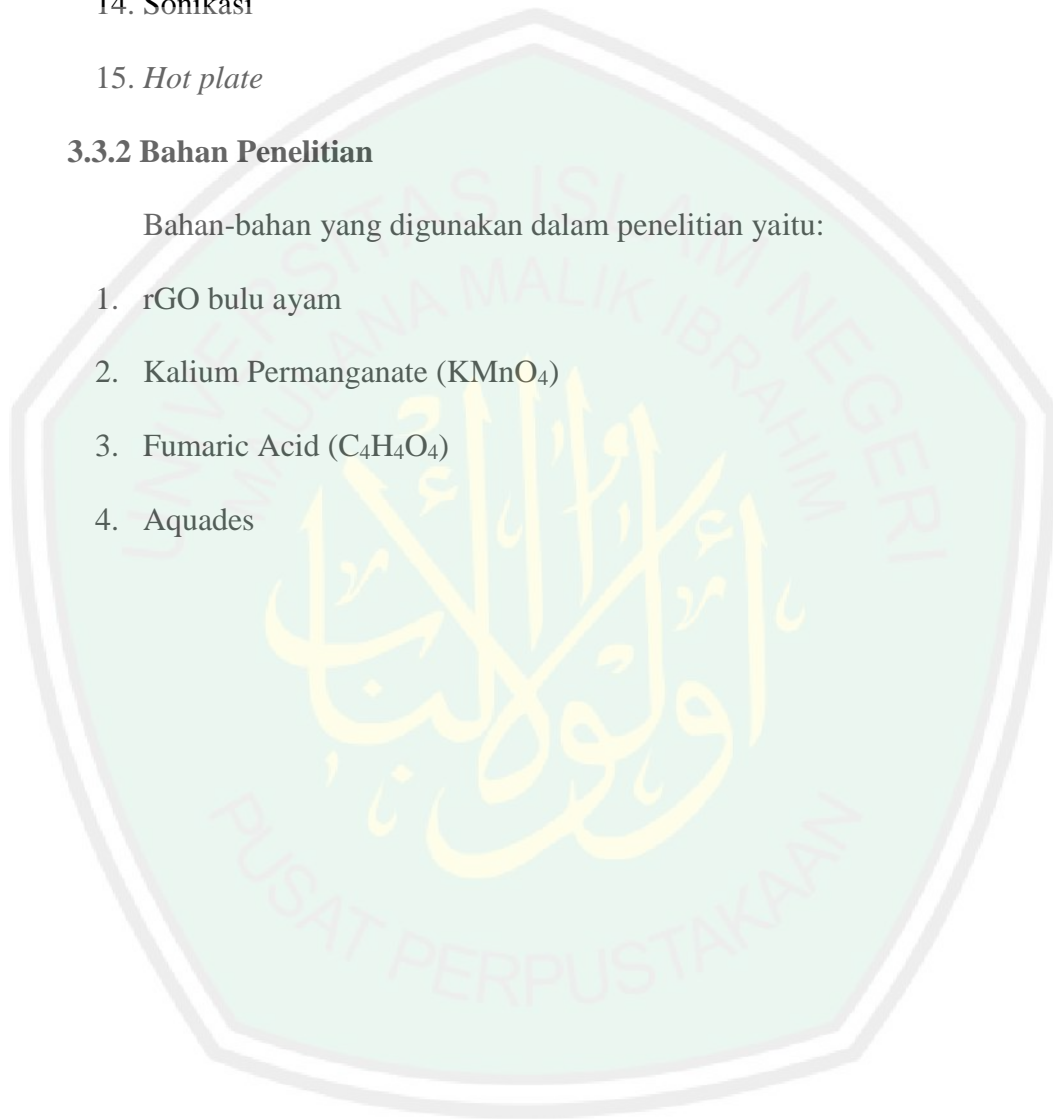 14. Sonikasi
15. Hot plate
3.3.2 Bahan Penelitian
Bahan-bahan yang digunakan dalam penelitian yaitu:
1. rGO bulu ayam
2. Kalium Permanganate (KMnO₄)
3. Fumaric Acid (C₄H₄O₄)
4. Aquades
UNIVERSITAS ISLAM NEGERI
MAULANA MALIK IBRAHIM
أولوا الألباب
PUSAT PERPUSTAKAAN